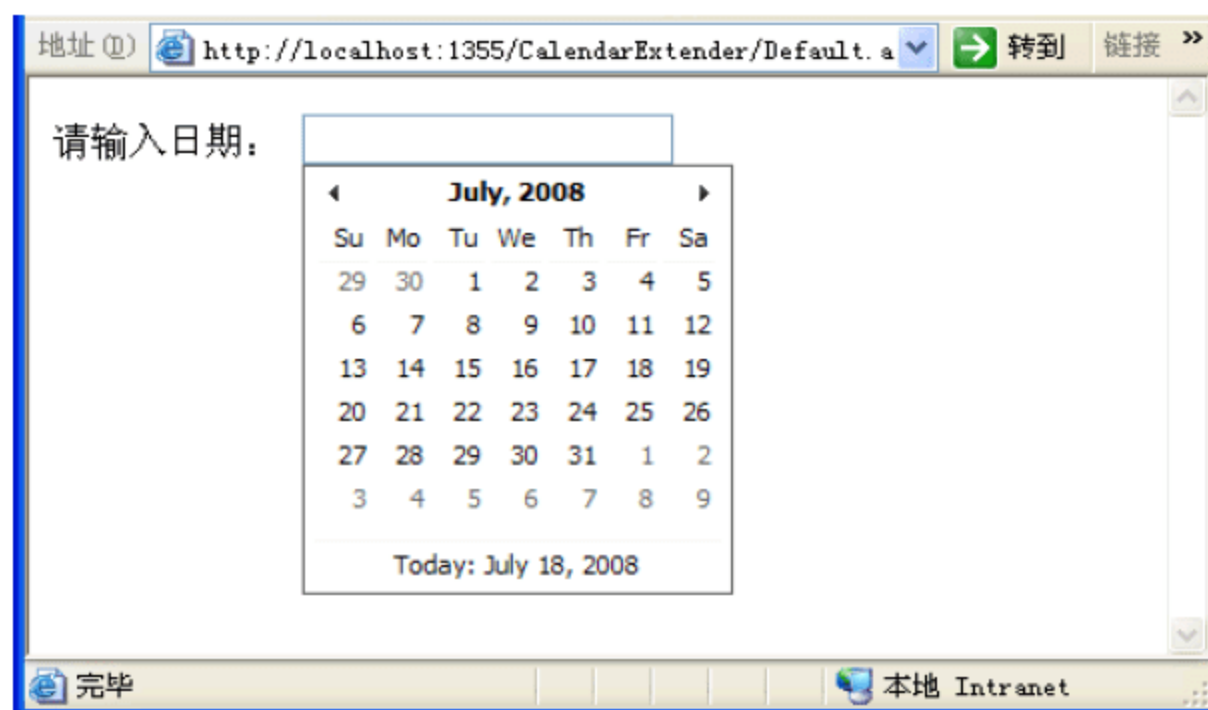 地址(D) http://localhost:1355/CalendarExtender/Default.a 转到 链接 »
请输入日期：
July, 2008
Su Mo Tu We Th Fr Sa
29 30 1 2 3 4 5
6 7 8 9 10 11 12
13 14 15 16 17 18 19
20 21 22 23 24 25 26
27 28 29 30 31 1 2
3 4 5 6 7 8 9
Today: July 18, 2008
完毕 本地 Intranet